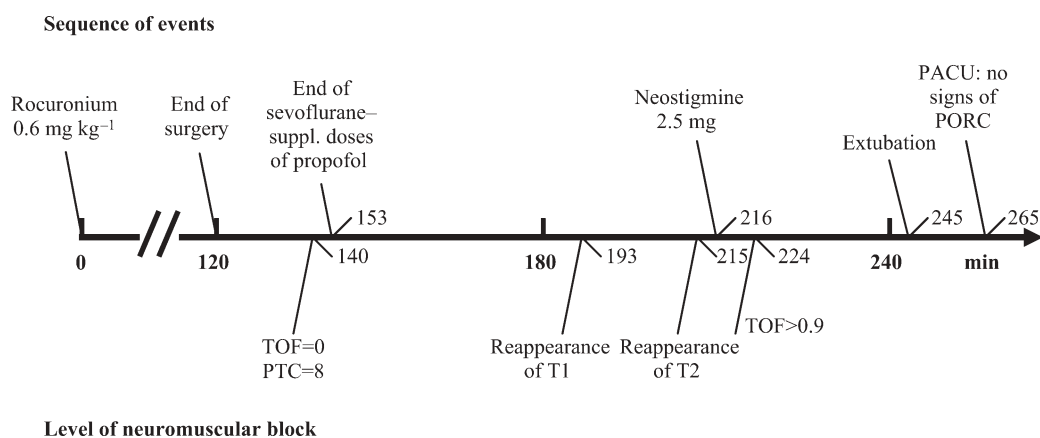 Sequence of events
Rocuronium
0.6 mg kg⁻¹
End of
surgery
End of
sevoflurane–
suppl. doses
of propofol
Neostigmine
2.5 mg
Extubation
PACU: no
signs of
PORC
153
216
245
265
0
120
140
180
193
215
224
240
min
TOF=0
PTC=8
Reappearance
of T1
Reappearance
of T2
TOF>0.9
Level of neuromuscular block